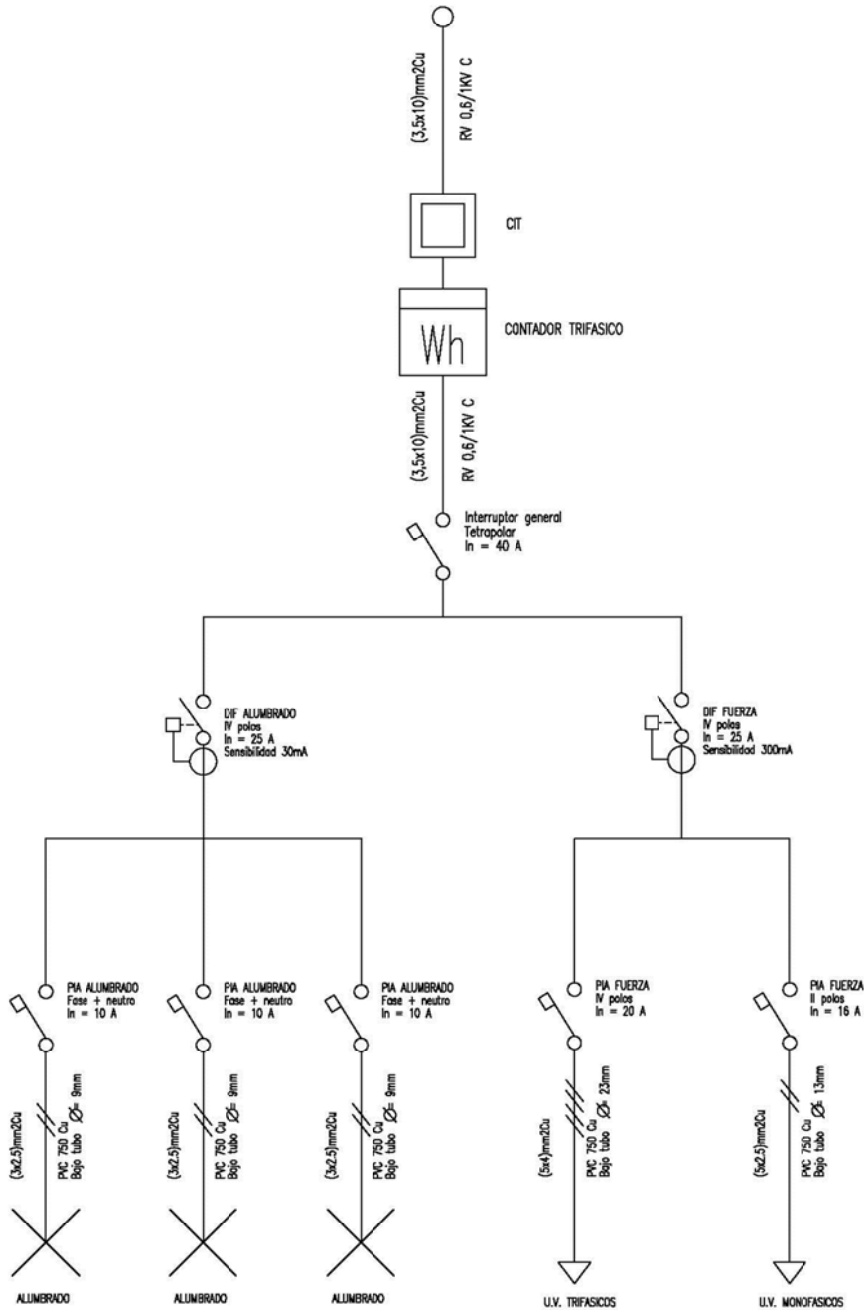 (3,5x10)mm2Cu
RV 0,6/1KV C
CIT
CONTADOR TRIFASICO
Wh
(3,5x10)mm2Cu
RV 0,6/1KV C
Interruptor general
Tetrapolar
In = 40 A
DIF ALUMBRADO
IV polos
In = 25 A
Sensibilidad 30mA
DIF FUERZA
IV polos
In = 25 A
Sensibilidad 300mA
PIA ALUMBRADO
Fase + neutro
In = 10 A
PIA ALUMBRADO
Fase + neutro
In = 10 A
PIA ALUMBRADO
Fase + neutro
In = 10 A
PIA FUERZA
IV polos
In = 20 A
PIA FUERZA
II polos
In = 16 A
(3x2.5)mm2Cu
PVC 750 Cu
Bajo tubo Ø= 9mm
(3x2.5)mm2Cu
PVC 750 Cu
Bajo tubo Ø= 9mm
(3x2.5)mm2Cu
PVC 750 Cu
Bajo tubo Ø= 9mm
(5x4)mm2Cu
PVC 750 Cu
Bajo tubo Ø= 23mm
(5x2.5)mm2Cu
PVC 750 Cu
Bajo tubo Ø= 13mm
ALUMBRADO
ALUMBRADO
ALUMBRADO
U.V. TRIFASICOS
U.V. MONOFASICOS